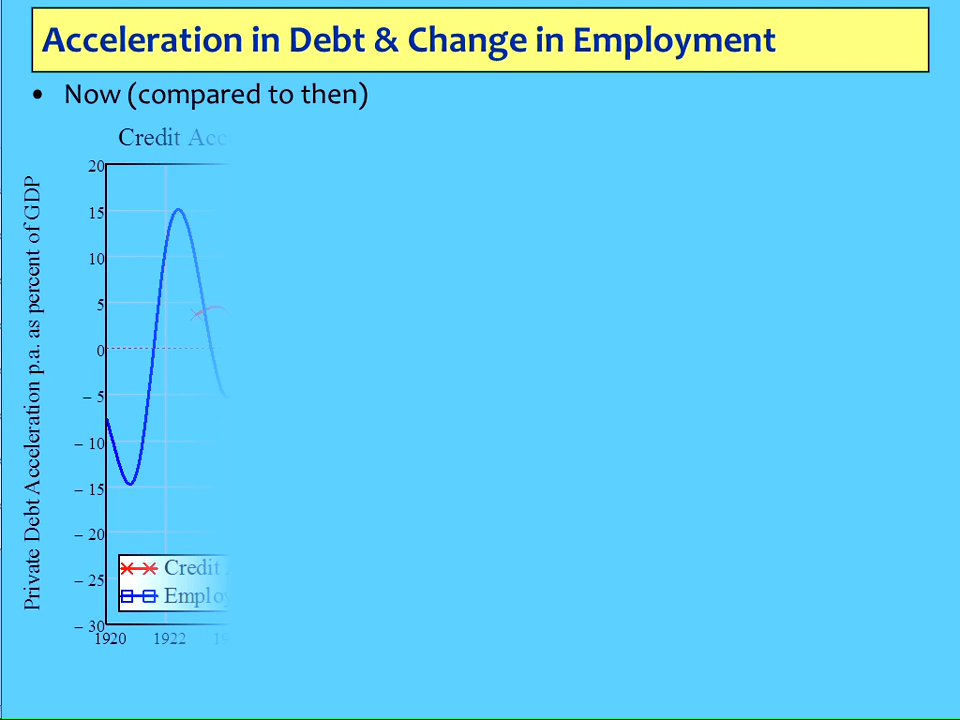 Acceleration in Debt & Change in Employment
• Now (compared to then)
Credit
Private Debt Acceleration p.a. as percent of GDP
20
15
10
5
0
– 5
– 10
– 15
– 20
– 25
– 30
Credit
1920 1922